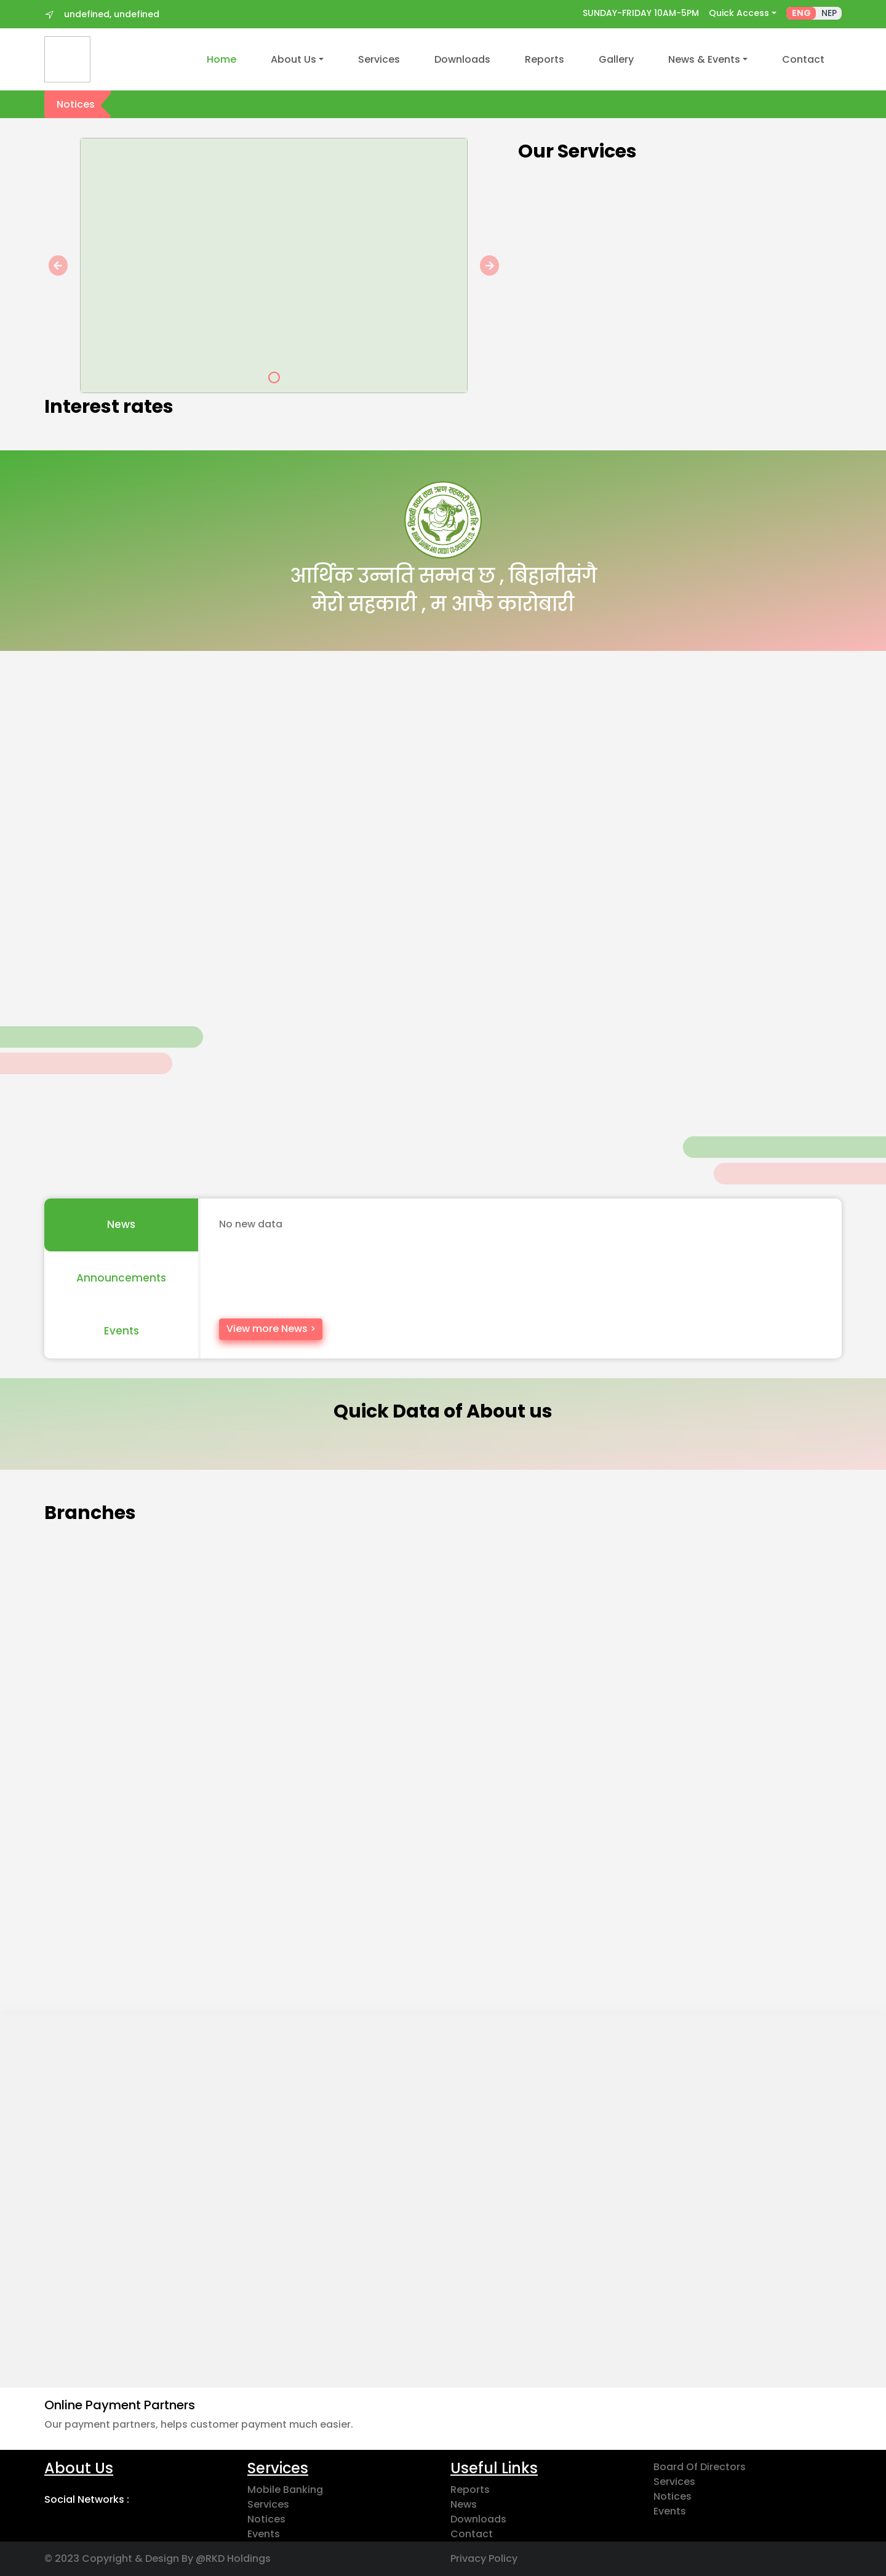 undefined, undefined
SUNDAY-FRIDAY 10AM-5PM
Quick Access
ENG
NEP
Home
About Us
Services
Downloads
Reports
Gallery
News & Events
Contact
Notices
Our Services
Interest rates
आर्थिक उन्नति सम्भव छ , बिहानीसंगै
मेरो सहकारी , म आफै कारोबारी
News
No new data
Announcements
Events
View more News >
Quick Data of About us
Branches
Online Payment Partners
Our payment partners, helps customer payment much easier.
About Us
Social Networks :
Services
Mobile Banking
Services
Notices
Events
Useful Links
Reports
News
Downloads
Contact
Board Of Directors
Services
Notices
Events
© 2023 Copyright & Design By @RKD Holdings
Privacy Policy